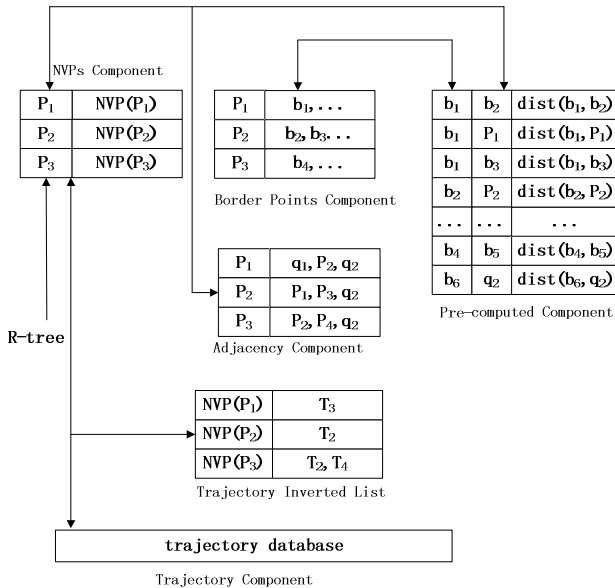 NVPs Component
P₁ NVP(P₁)
P₂ NVP(P₂)
P₃ NVP(P₃)
P₁ b₁,...
P₂ b₂,b₃...
P₃ b₄,...
Border Points Component
b₁ b₂ dist(b₁,b₂)
b₁ P₁ dist(b₁,P₁)
b₁ b₃ dist(b₁,b₃)
b₂ P₂ dist(b₂,P₂)
... ... ...
b₄ b₅ dist(b₄,b₅)
b₆ q₂ dist(b₆,q₂)
Pre-computed Component
P₁ q₁,P₂,q₂
P₂ P₁,P₃,q₂
P₃ P₂,P₄,q₂
Adjacency Component
R-tree
NVP(P₁) T₃
NVP(P₂) T₂
NVP(P₃) T₂,T₄
Trajectory Inverted List
trajectory database
Trajectory Component